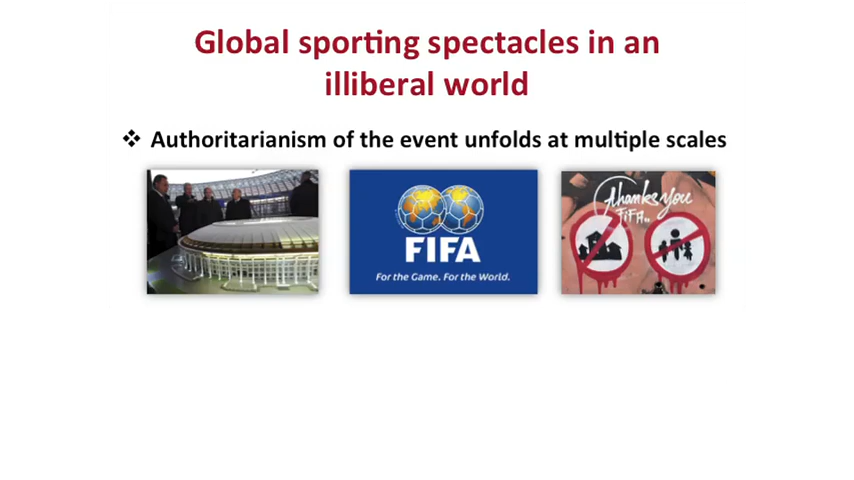 Global sporting spectacles in an
illiberal world
❖ Authoritarianism of the event unfolds at multiple scales
FIFA
For the Game. For the World.
thanks you
FIFA..